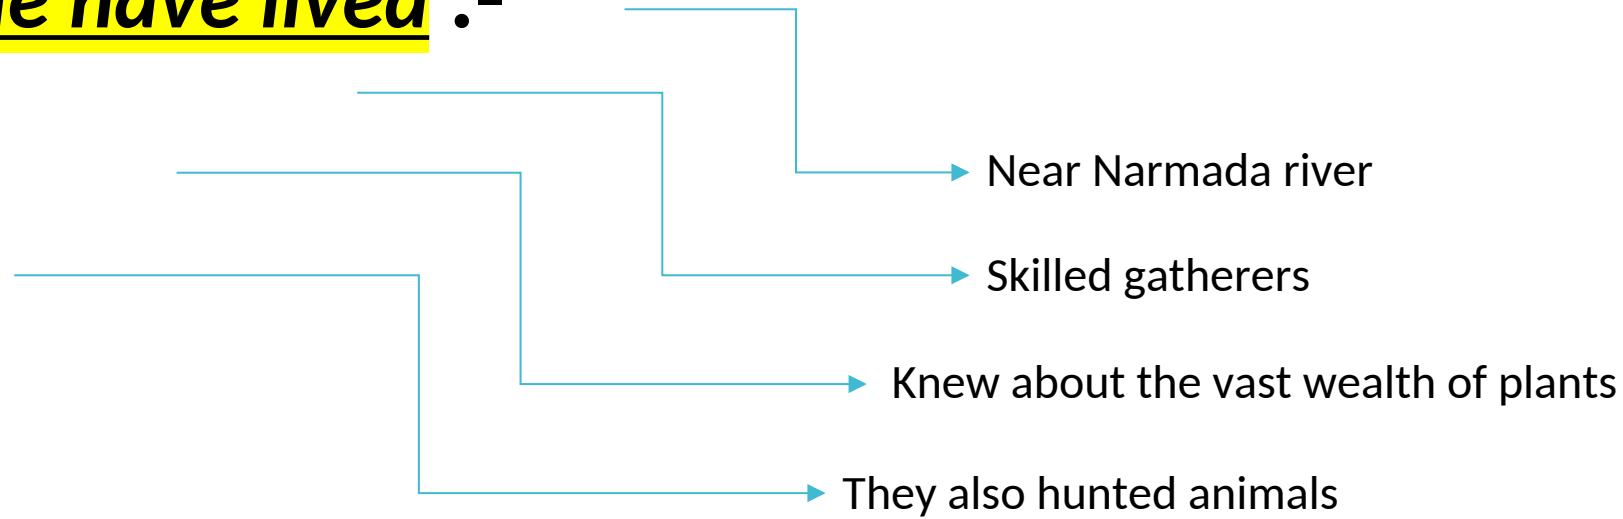 have lived :-
Near Narmada river
Skilled gatherers
Knew about the vast wealth of plants
They also hunted animals